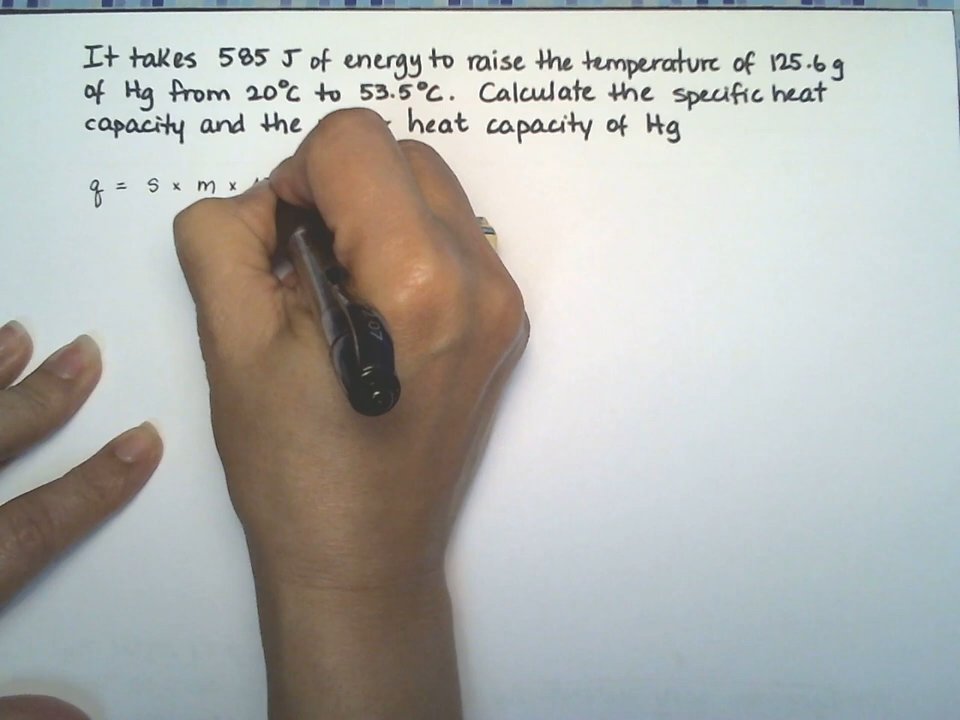 It takes 585 J of energy to raise the temperature of 125.6 g
of Hg from 20°C to 53.5°C. Calculate the specific heat
capacity and the heat capacity of Hg
q = s × m ×
707